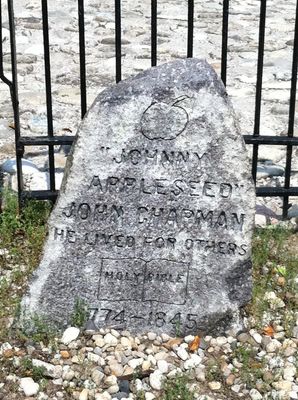 "JOHNNY
APPLESEED"
JOHN CHAPMAN
HE LIVED FOR OTHERS
HOLY BIBLE
1774-1845